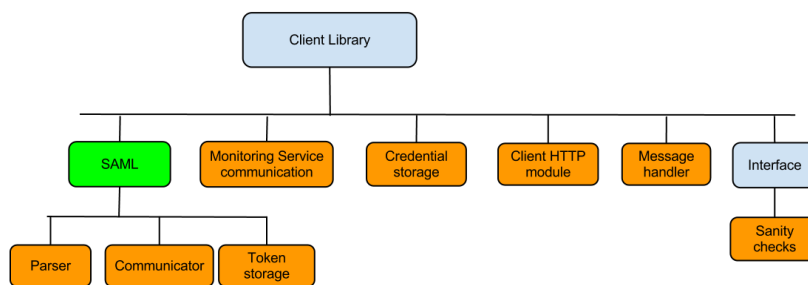 Client Library
SAML
Monitoring Service
communication
Credential
storage
Client HTTP
module
Message
handler
Interface
Parser
Communicator
Token
storage
Sanity
checks